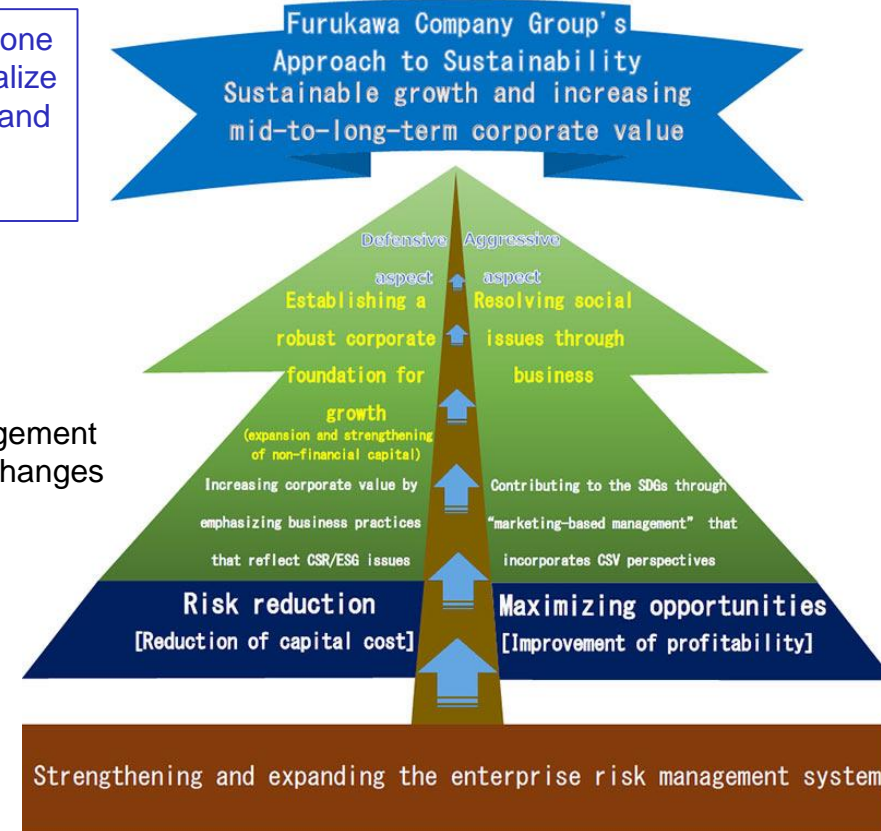 one
alize
and
gement
hanges
Furukawa Company Group's
Approach to Sustainability
Sustainable growth and increasing
mid-to-long-term corporate value
Defensive
aspect
Establishing a
robust corporate
foundation for
growth
(expansion and strengthening
of non-financial capital)
Increasing corporate value by
emphasizing business practices
that reflect CSR/ESG issues
Risk reduction
[Reduction of capital cost]
Aggressive
aspect
Resolving social
issues through
business
Contributing to the SDGs through
“marketing-based management” that
incorporates CSV perspectives
Maximizing opportunities
[Improvement of profitability]
Strengthening and expanding the enterprise risk management system